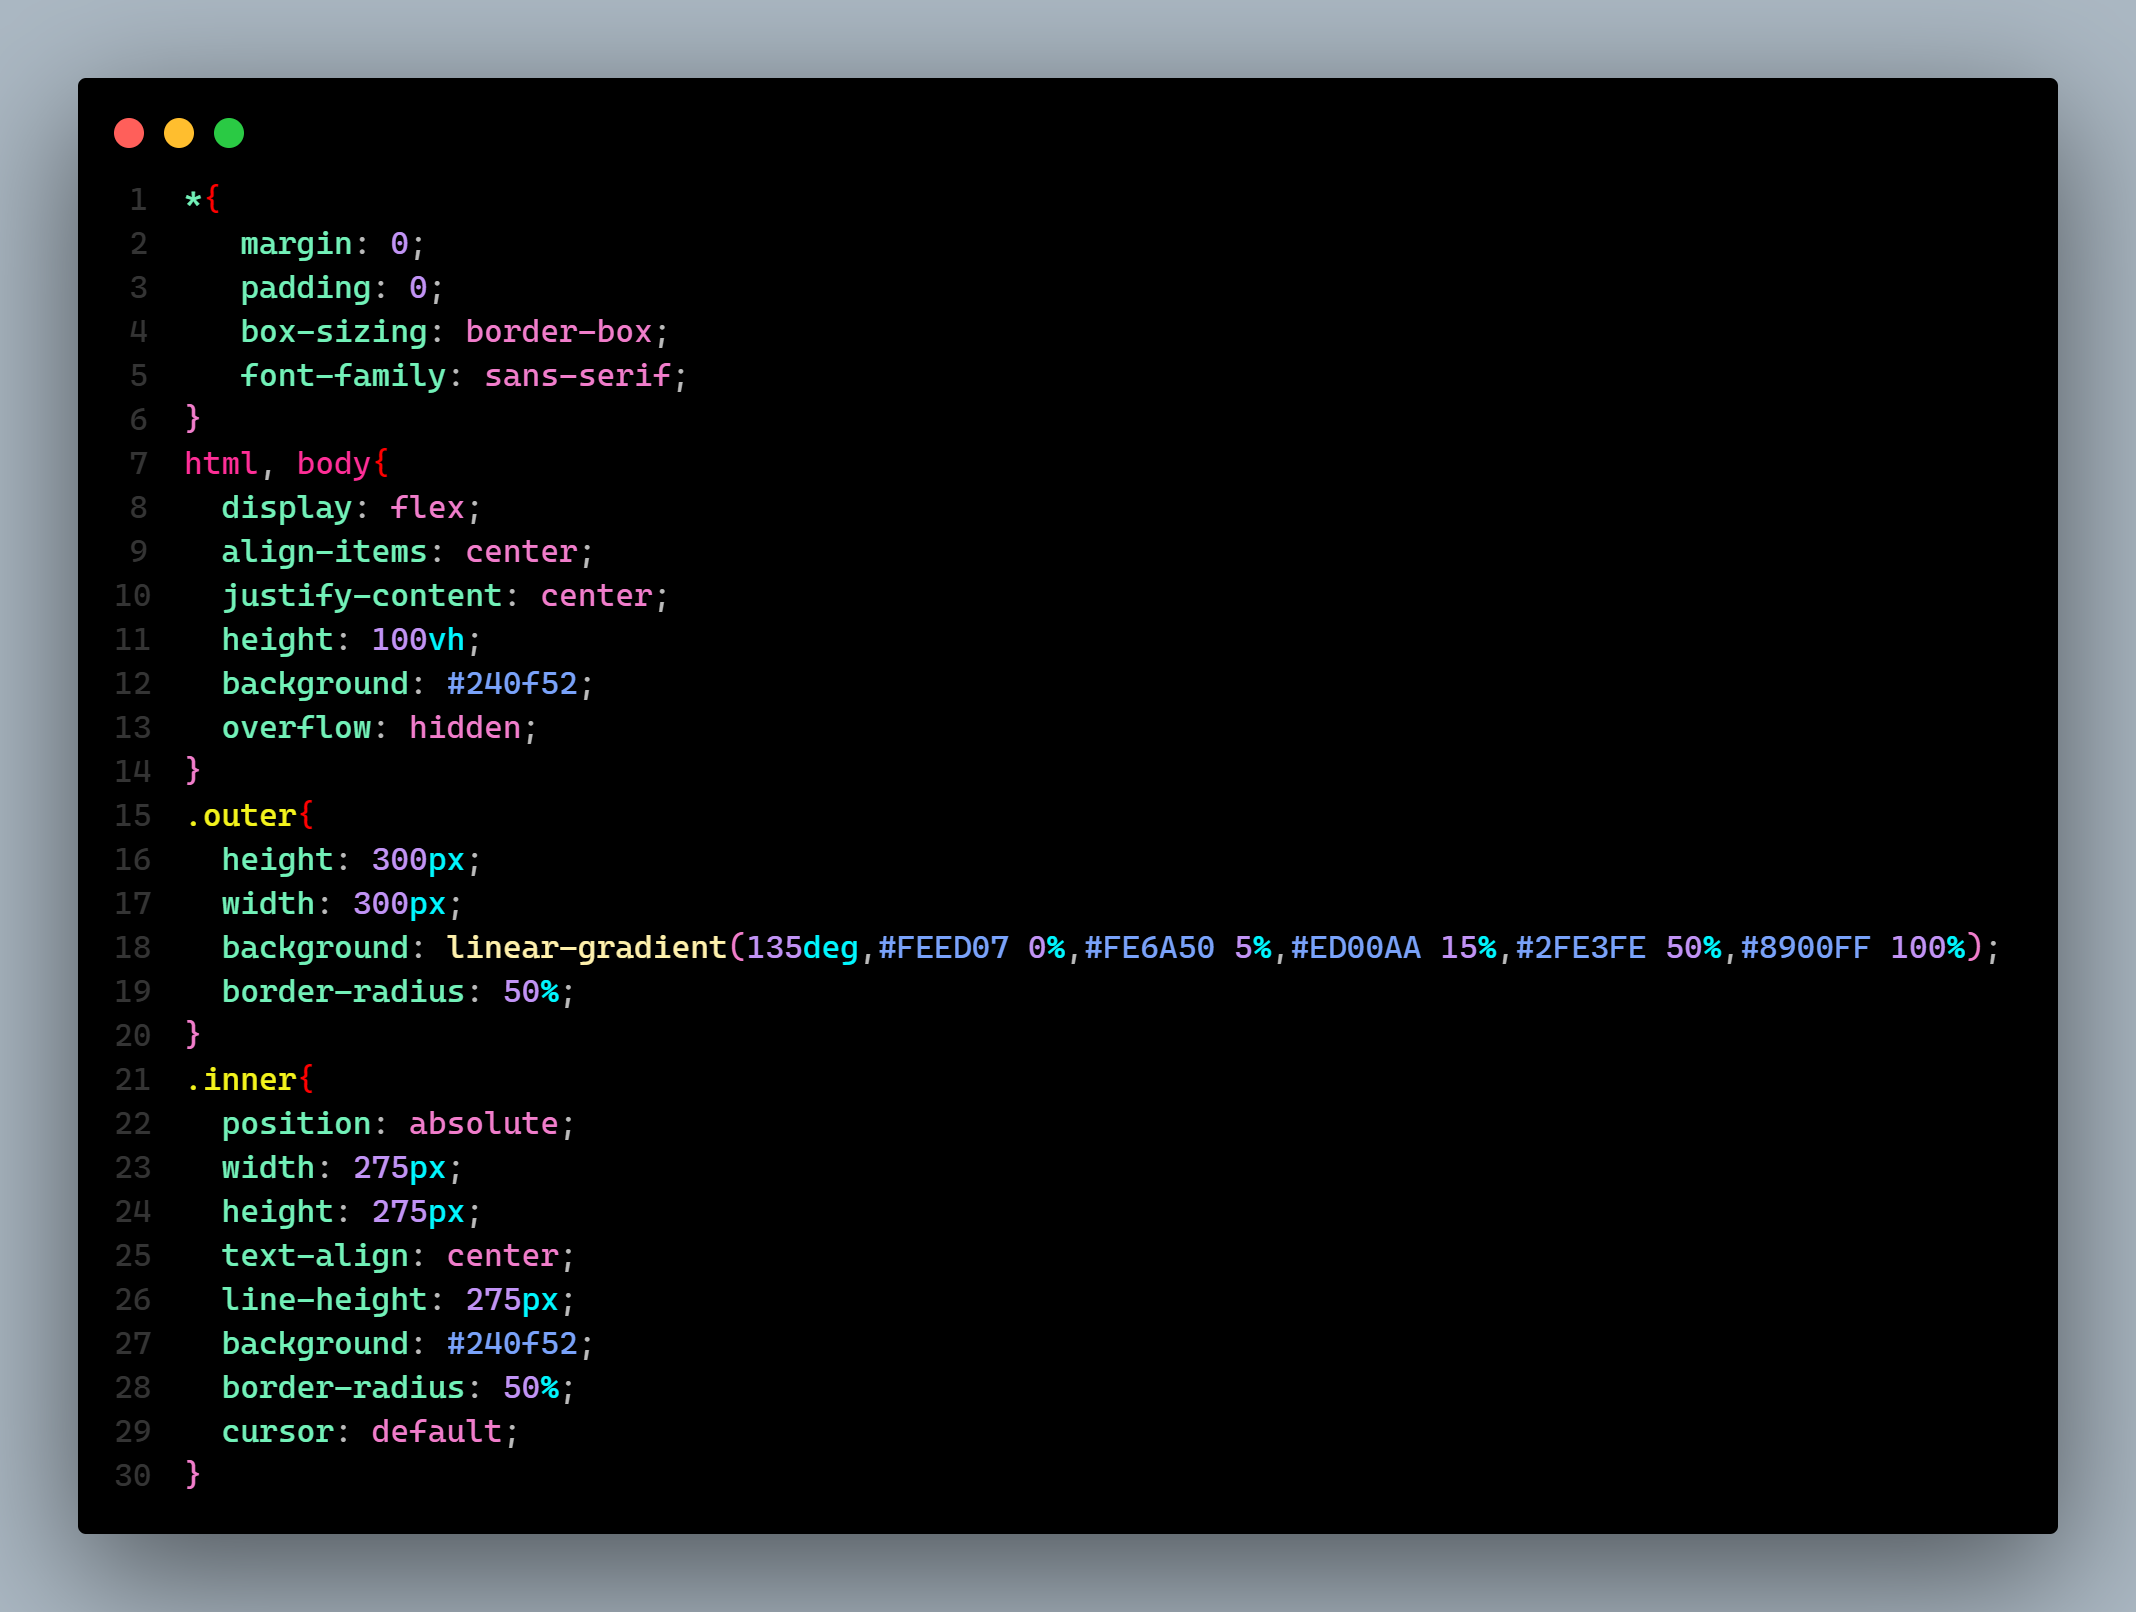 1 *{
2    margin: 0;
3    padding: 0;
4    box-sizing: border-box;
5    font-family: sans-serif;
6 }
7 html, body{
8   display: flex;
9   align-items: center;
10   justify-content: center;
11   height: 100vh;
12   background: #240f52;
13   overflow: hidden;
14 }
15 .outer{
16   height: 300px;
17   width: 300px;
18   background: linear-gradient(135deg,#FEED07 0%,#FE6A50 5%,#ED00AA 15%,#2FE3FE 50%,#8900FF 100%);
19   border-radius: 50%;
20 }
21 .inner{
22   position: absolute;
23   width: 275px;
24   height: 275px;
25   text-align: center;
26   line-height: 275px;
27   background: #240f52;
28   border-radius: 50%;
29   cursor: default;
30 }